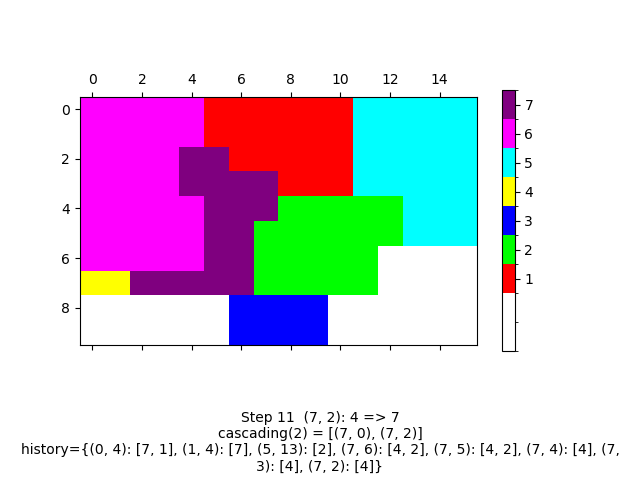 0 2 4 6 8 10 12 14
0
2
4
6
8
7
6
5
4
3
2
1
Step 11  (7, 2): 4 => 7
cascading(2) = [(7, 0), (7, 2)]
history={(0, 4): [7, 1], (1, 4): [7], (5, 13): [2], (7, 6): [4, 2], (7, 5): [4, 2], (7, 4): [4], (7,
3): [4], (7, 2): [4]}